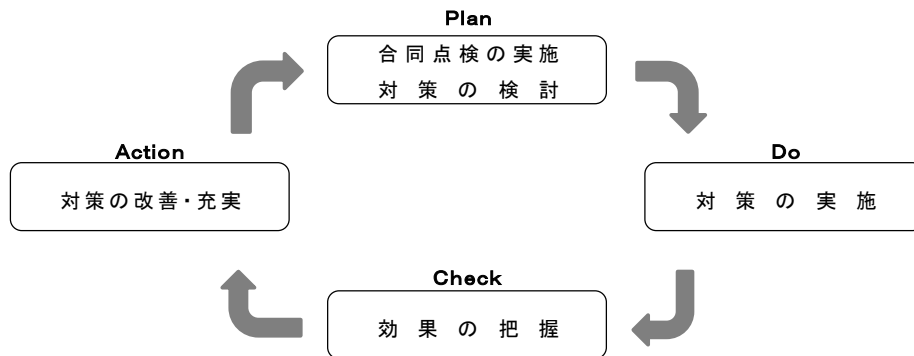 Plan
合同点検の実施
対策の検討
Action
対策の改善・充実
Do
対策の実施
Check
効果の把握